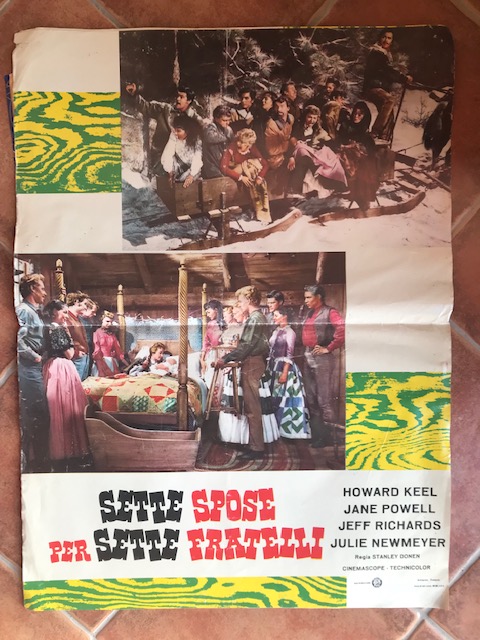 SETTE SPOSE
PER SETTE FRATELLI
HOWARD KEEL
JANE POWELL
JEFF RICHARDS
JULIE NEWMEYER
Regia STANLEY DONEN
CINEMASCOPE - TECHNICOLOR